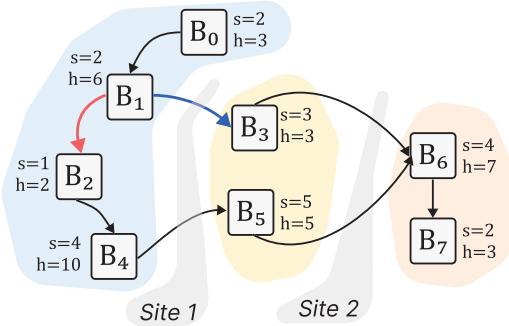 B₀
s=2
h=3
s=2
h=6
B₁
B₃
s=3
h=3
s=1
h=2
B₂
B₆
s=4
h=7
B₅
s=5
h=5
s=4
h=10
B₄
B₇
s=2
h=3
Site 1
Site 2